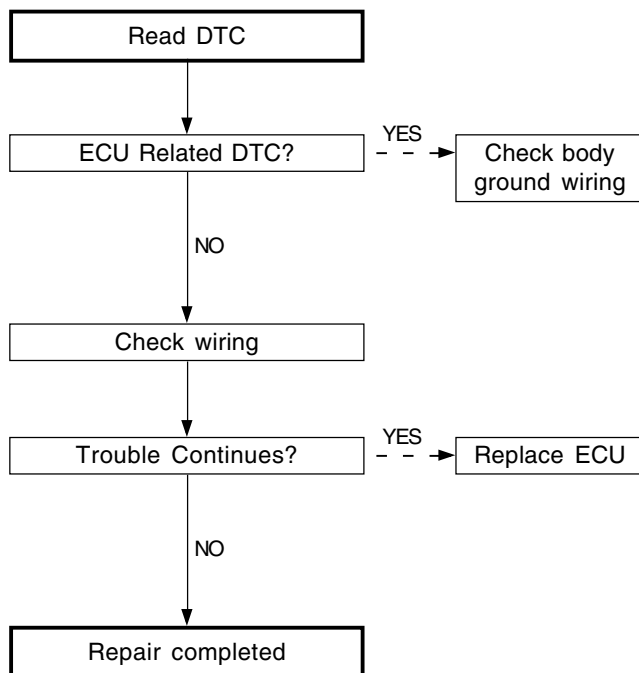 Read DTC
ECU Related DTC?
YES
Check body
ground wiring
NO
Check wiring
Trouble Continues?
YES
Replace ECU
NO
Repair completed